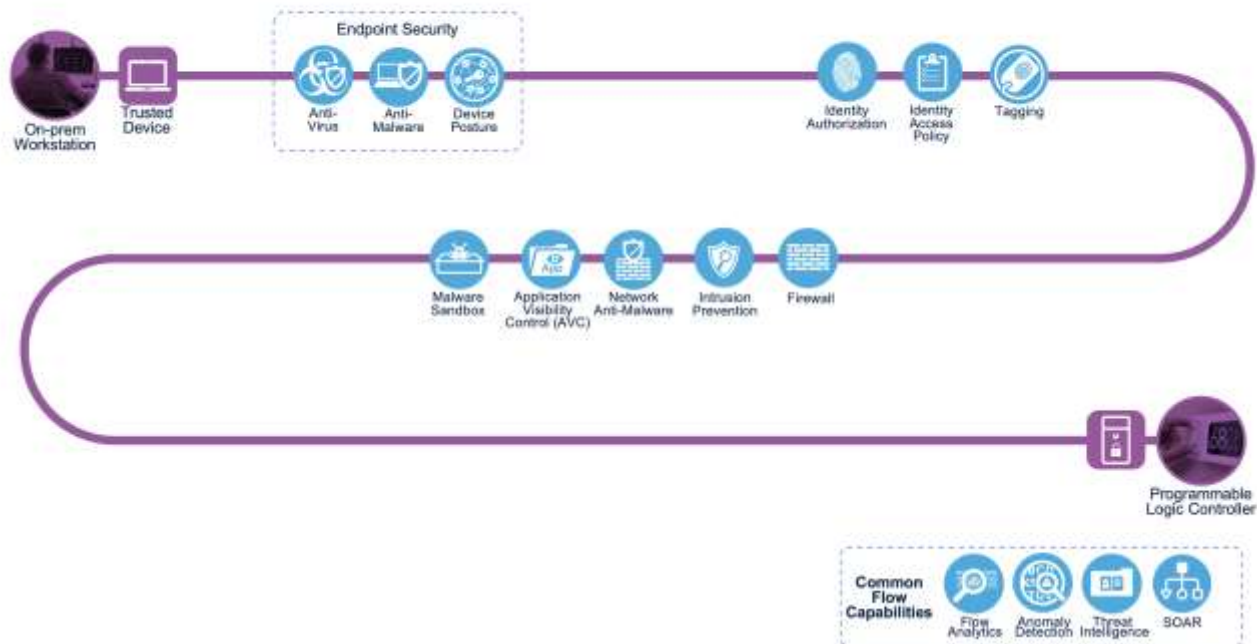 Endpoint Security
On-prem
Workstation
Trusted
Device
Anti-
Virus
Anti-
Malware
Device
Posture
Identity
Authorization
Identity
Access
Policy
Tagging
Malware
Sandbox
App
Application
Visibility
Control (AVC)
Network
Anti-Malware
Intrusion
Prevention
Firewall
Programmable
Logic Controller
Common
Flow
Capabilities
Flow
Analytics
Anomaly
Detection
Threat
Intelligence
SOAR